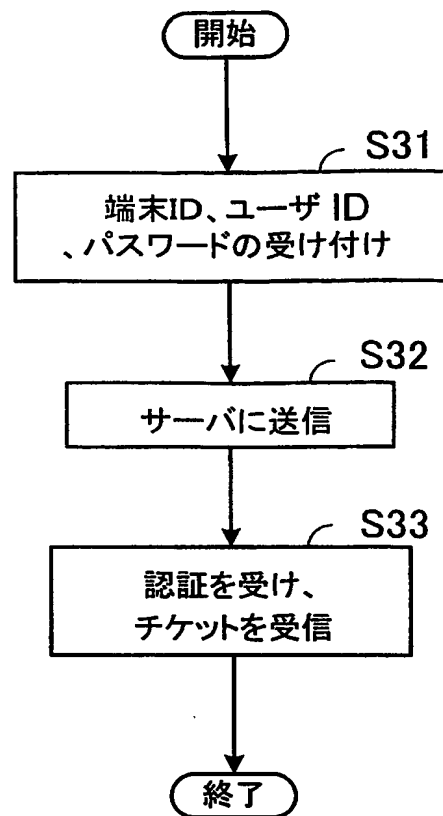 開始
S31
端末ID、ユーザ ID
、パスワードの受け付け
S32
サーバに送信
S33
認証を受け、
チケットを受信
終了